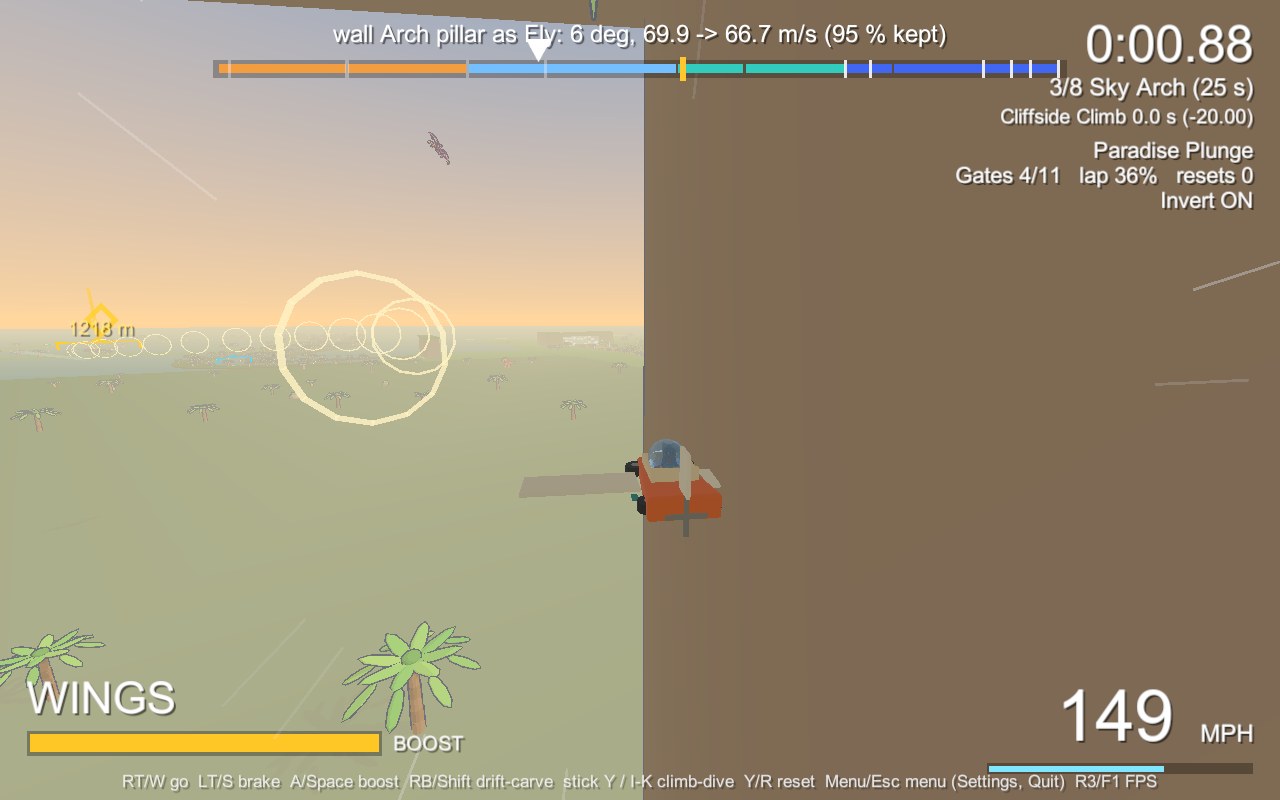 wall Arch pillar as Fly: 6 deg, 69.9 -> 66.7 m/s (95 % kept)
0:00.88
3/8 Sky Arch (25 s)
Cliffside Climb 0.0 s (-20.00)
Paradise Plunge
Gates 4/11 lap 36% resets 0
Invert ON
1218 m
WINGS
BOOST
149 MPH
RT/W go LT/S brake A/Space boost RB/Shift drift-carve stick Y / I-K climb-dive Y/R reset Menu/Esc menu (Settings, Quit) R3/F1 FPS